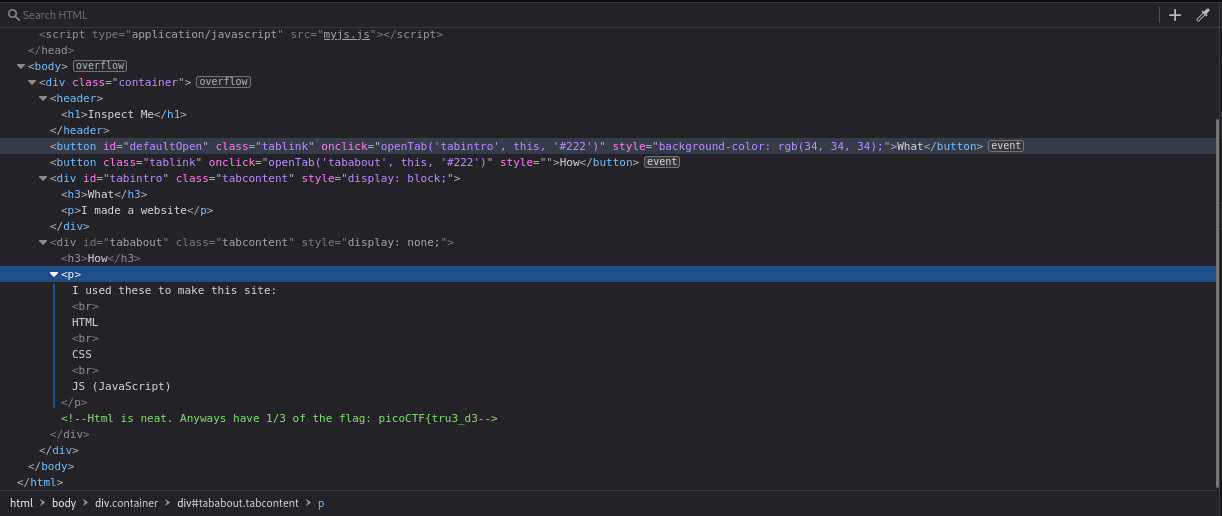 Search HTML
<script type="application/javascript" src="myjs.js"></script>
</head>
<body> overflow
<div class="container"> overflow
<header>
<h1>Inspect Me</h1>
</header>
<button id="defaultOpen" class="tablink" onclick="openTab('tabintro', this, '#222')" style="background-color: rgb(34, 34, 34);">What</button> event
<button class="tablink" onclick="openTab('tababout', this, '#222')" style="">How</button> event
<div id="tabintro" class="tabcontent" style="display: block;">
<h3>What</h3>
<p>I made a website</p>
</div>
<div id="tababout" class="tabcontent" style="display: none;">
<h3>How</h3>
<p>
I used these to make this site:
<br>
HTML
<br>
CSS
<br>
JS (JavaScript)
</p>
<!--Html is neat. Anyways have 1/3 of the flag: picoCTF{tru3_d3-->
</div>
</div>
</body>
</html>
html > body > div.container > div#tababout.tabcontent > p